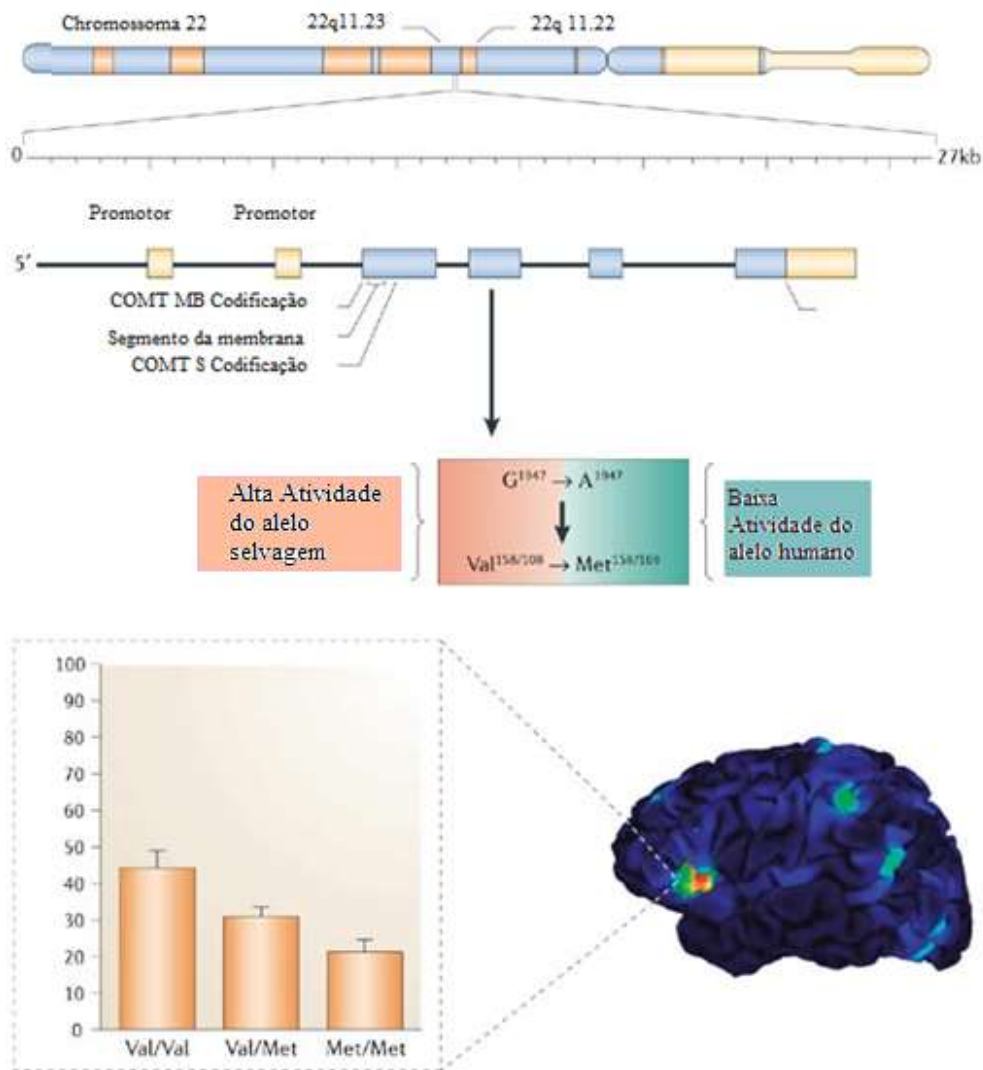 Chromossoma 22
22q11.23
22q 11.22
0
27kb
Promotor
Promotor
5′
COMT MB Codificação
Segmento da membrana
COMT S Codificação
Alta Atividade
do alelo
selvagem
G¹⁹⁴⁷ → A¹⁹⁴⁷
Val¹⁵⁸/¹⁰⁸ → Met
Baixa
Atividade do
alelo humano
100
90
80
70
60
50
40
30
20
10
0
Val/Val
Val/Met
Met/Met